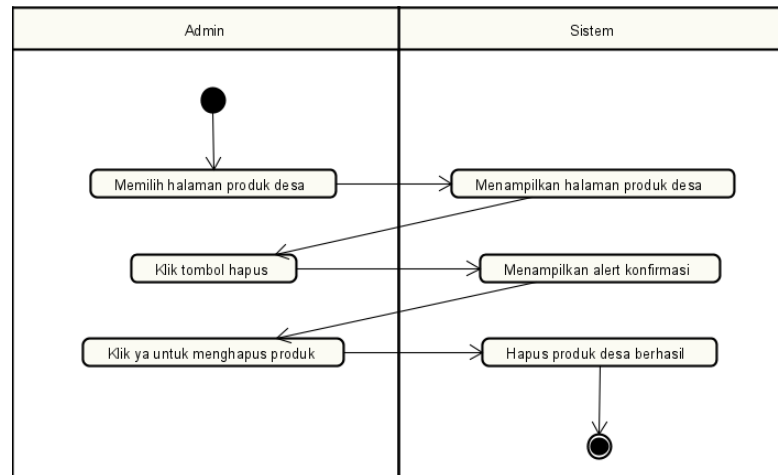 Admin
Sistem
Memilih halaman produk desa
Menampilkan halaman produk desa
Klik tombol hapus
Menampilkan alert konfirmasi
Klik ya untuk menghapus produk
Hapus produk desa berhasil